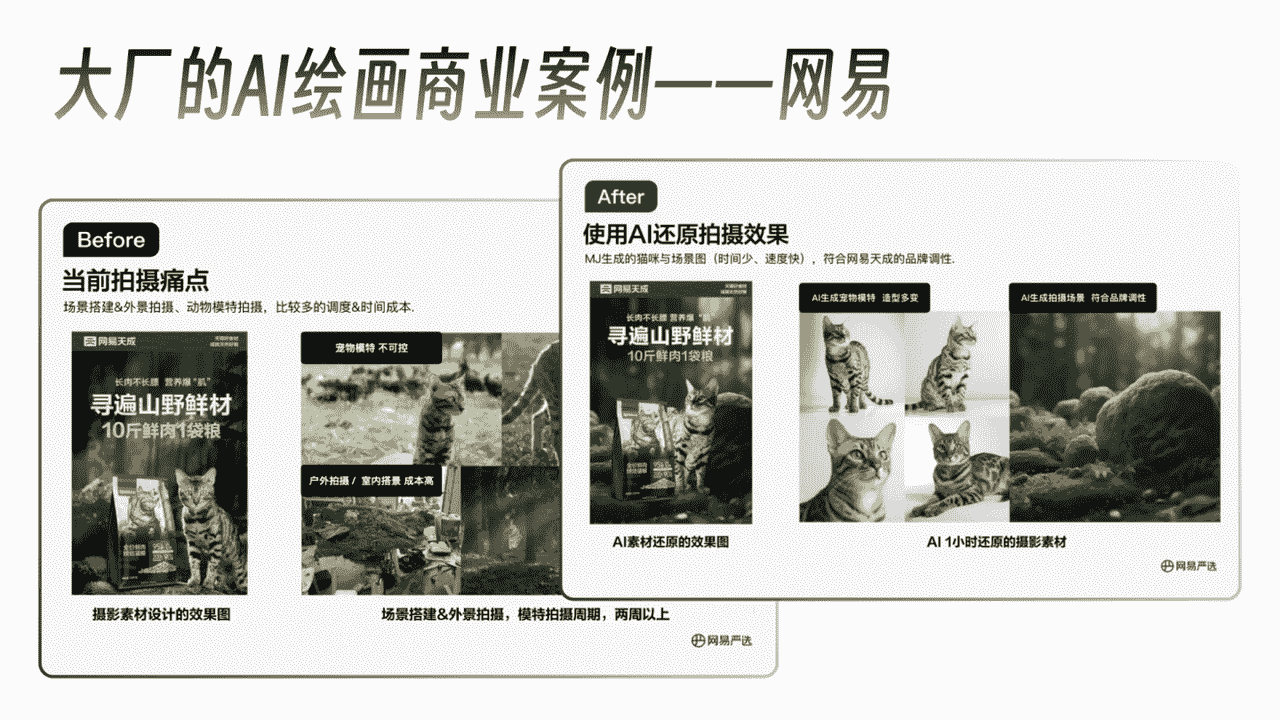 大厂的AI绘画商业案例——网易
Before
当前拍摄痛点
场景搭建&外景拍摄、动物模特拍摄，比较多的调度&时间成本.
网易天成
长肉不长膘 营养爆“肌”
寻遍山野鲜材
10斤鲜肉1袋粮
摄影素材设计的效果图
宠物模特 不可控
户外拍摄 / 室内搭景 成本高
场景搭建&外景拍摄，模特拍摄周期，两周以上
网易严选
After
使用AI还原拍摄效果
MJ生成的猫咪与场景图（时间少、速度快），符合网易天成的品牌调性.
网易天成
长肉不长膘 营养爆“肌”
寻遍山野鲜材
10斤鲜肉1袋粮
AI素材还原的效果图
AI生成宠物模特 造型多变
AI生成拍摄场景 符合品牌调性
AI 1小时还原的摄影素材
网易严选